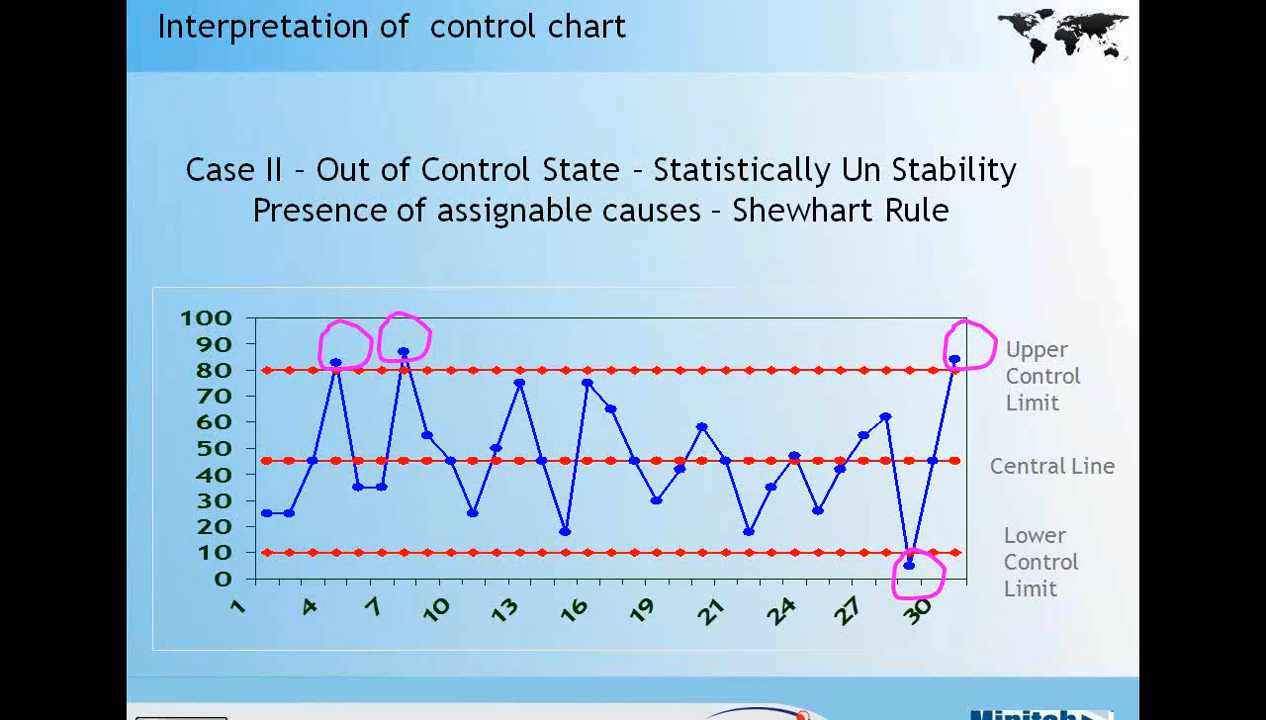 Interpretation of control chart
Case II – Out of Control State – Statistically Un Stability
Presence of assignable causes – Shewhart Rule
100
90
80
70
60
50
40
30
20
10
0
1
4
7
10
13
16
19
21
24
27
30
Upper
Control
Limit
Central Line
Lower
Control
Limit
Minitab